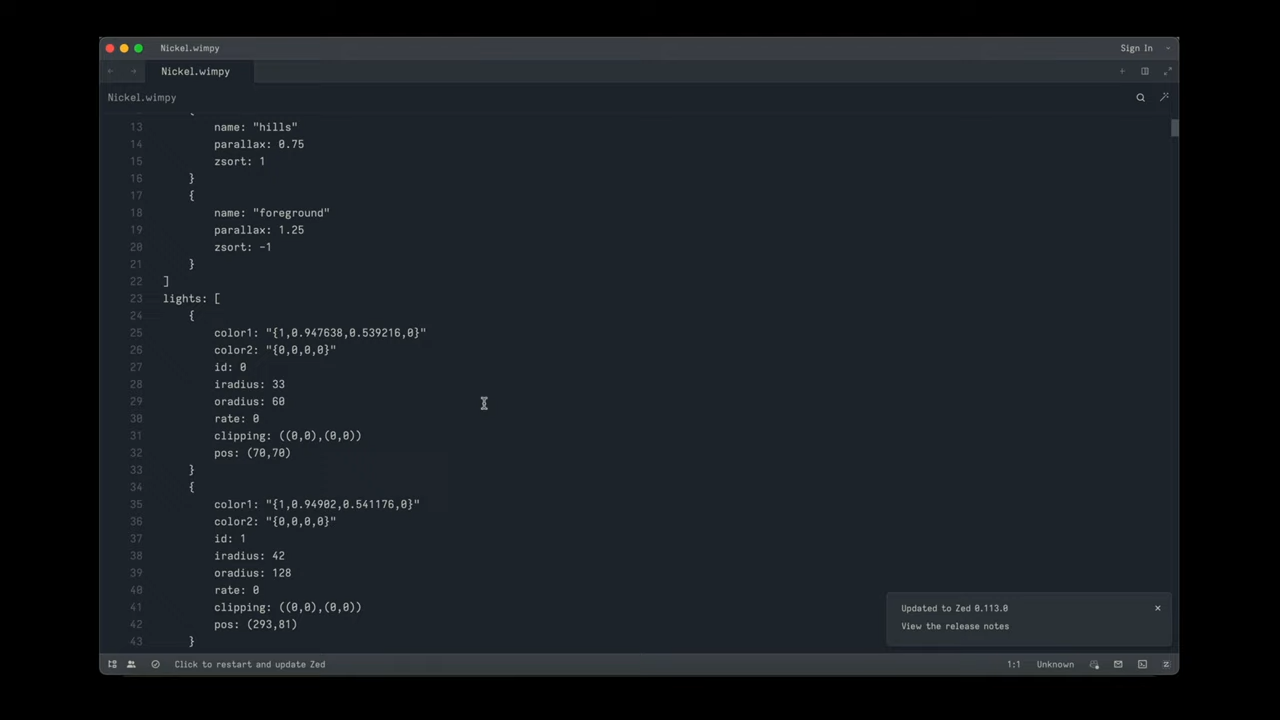 Nickel.wimpy
Sign In
Nickel.wimpy
Nickel.wimpy
{
13 name: "hills"
14 parallax: 0.75
15 zsort: 1
16 }
17 {
18 name: "foreground"
19 parallax: 1.25
20 zsort: -1
21 }
22 ]
23 lights: [
24 {
25 color1: "{1,0.947638,0.539216,0}"
26 color2: "{0,0,0,0}"
27 id: 0
28 iradius: 33
29 oradius: 60
30 rate: 0
31 clipping: ((0,0),(0,0))
32 pos: (70,70)
33 }
34 {
35 color1: "{1,0.94902,0.541176,0}"
36 color2: "{0,0,0,0}"
37 id: 1
38 iradius: 42
39 oradius: 128
40 rate: 0
41 clipping: ((0,0),(0,0))
42 pos: (293,81)
43 }
Updated to Zed 0.113.0
View the release notes
Click to restart and update Zed
1:1 Unknown